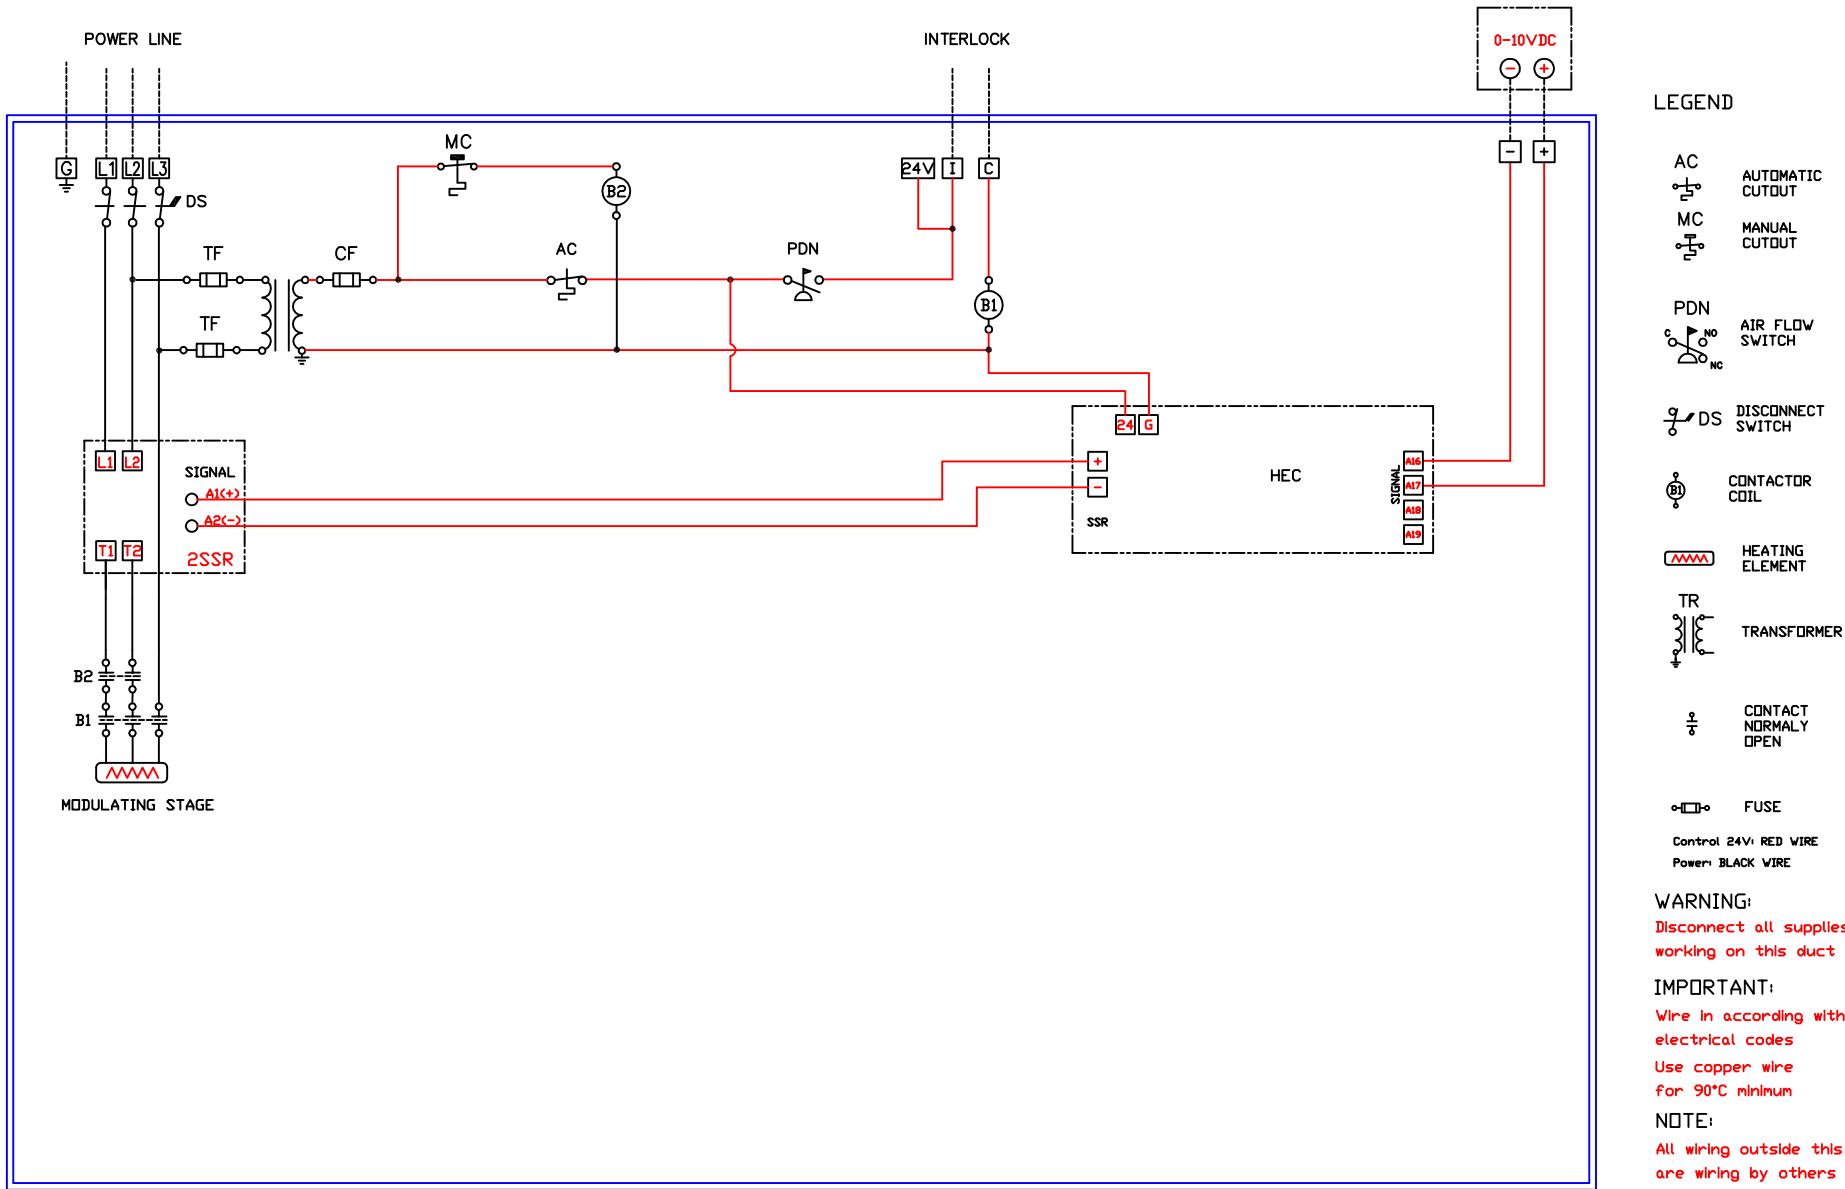 POWER LINE
INTERLOCK
0-10VDC
- +
G L1 L2 L3
DS
MC
B2
24V I C
- +
TF
CF
AC
PDN
TF
B1
L1 L2
SIGNAL
A1(+)
A2(-)
T1 T2
2SSR
24 G
+
-
SSR
HEC
SIGNAL
A16
A17
A18
A19
B2
B1
MODULATING STAGE
LEGEND
AC
AUTOMATIC
CUTOUT
MC
MANUAL
CUTOUT
PDN
C NO
NC
AIR FLOW
SWITCH
DS
DISCONNECT
SWITCH
B1
CONTACTOR
COIL
HEATING
ELEMENT
TR
TRANSFORMER
CONTACT
NORMALY
OPEN
FUSE
Control 24V: RED WIRE
Power: BLACK WIRE
WARNING:
Disconnect all supplies
working on this duct
IMPORTANT:
Wire in according with
electrical codes
Use copper wire
for 90°C minimum
NOTE:
All wiring outside this
are wiring by others